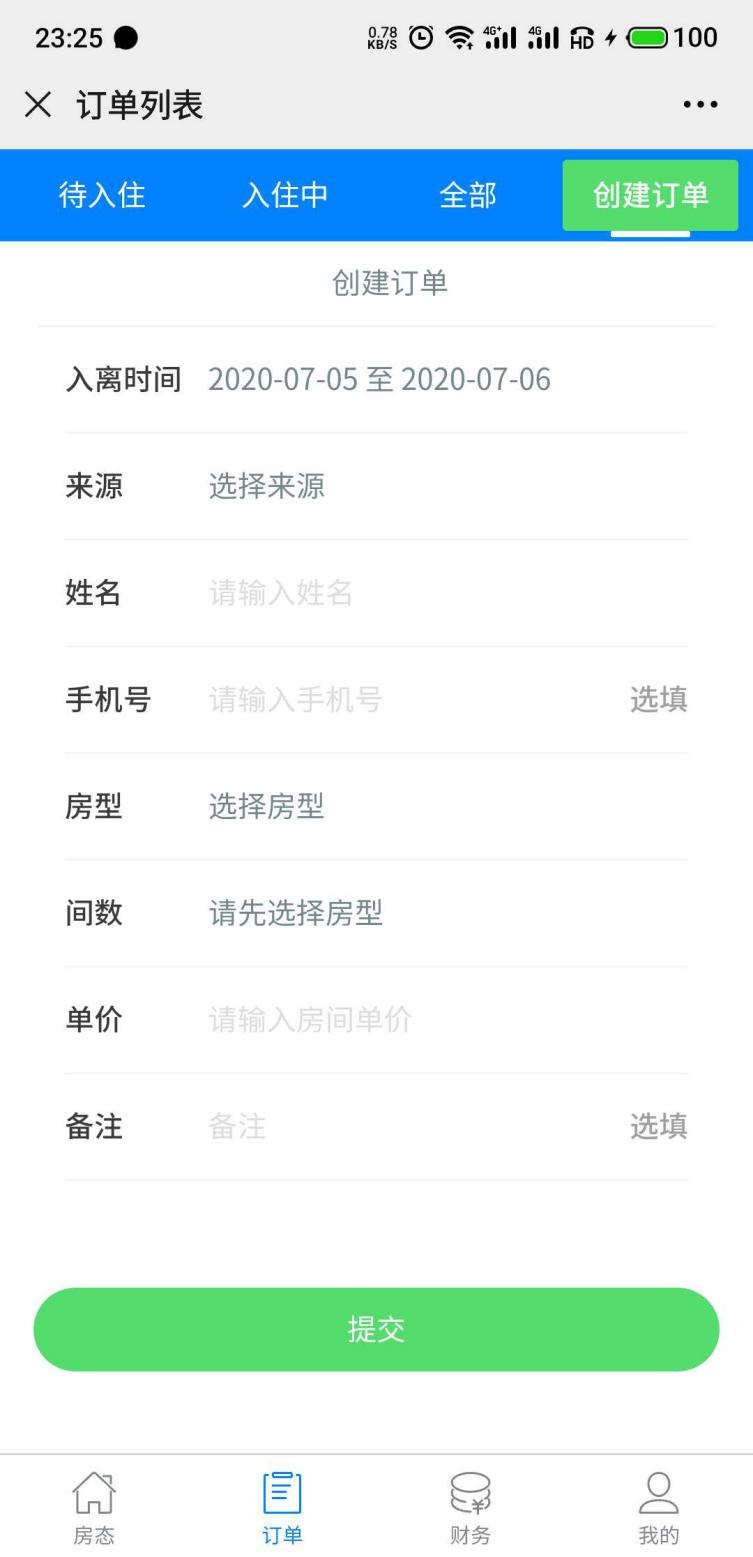 23:25 0.78 KB/S 4G+ 4G HD 100
订单列表
待入住 入住中 全部 创建订单
创建订单
入离时间 2020-07-05 至 2020-07-06
来源 选择来源
姓名 请输入姓名
手机号 请输入手机号 选填
房型 选择房型
间数 请先选择房型
单价 请输入房间单价
备注 备注 选填
提交
房态 订单 财务 我的